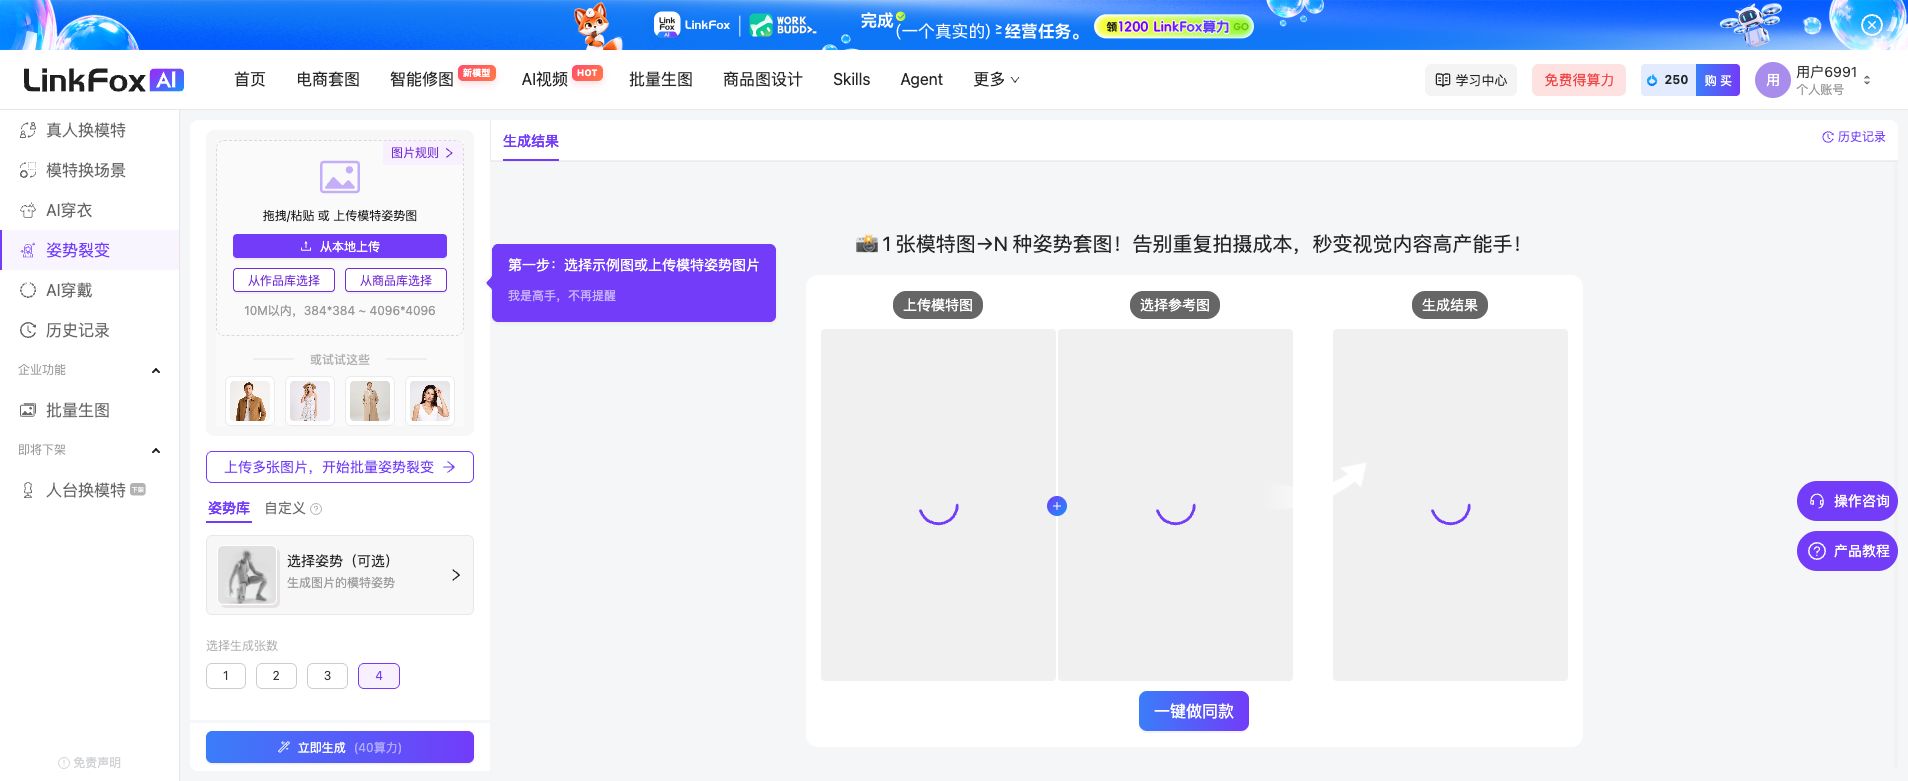 Link Fox AI LinkFox | WORK BUDD>_ 完成 (一个真实的) 经营任务。 领1200 LinkFox算力 GO
LinkFox AI 首页 电商套图 智能修图 新模型 AI视频 HOT 批量生图 商品图设计 Skills Agent 更多 学习中心 免费得算力 250 购买 用 用户6991
个人账号
真人换模特
模特换场景
AI穿衣
姿势裂变
AI穿戴
历史记录
企业功能
批量生图
即将下架
人台换模特 下架
免责声明
图片规则
拖拽/粘贴 或 上传模特姿势图
从本地上传
从作品库选择 从商品库选择
10M以内，384*384 ~ 4096*4096
或试试这些
上传多张图片，开始批量姿势裂变
姿势库 自定义
选择姿势（可选）
生成图片的模特姿势
选择生成张数
1 2 3 4
立即生成 (40算力)
第一步：选择示例图或上传模特姿势图片
我是高手，不再提醒
生成结果 历史记录
1 张模特图→N 种姿势套图！告别重复拍摄成本，秒变视觉内容高产能手！
上传模特图 选择参考图 生成结果
一键做同款
操作咨询
产品教程